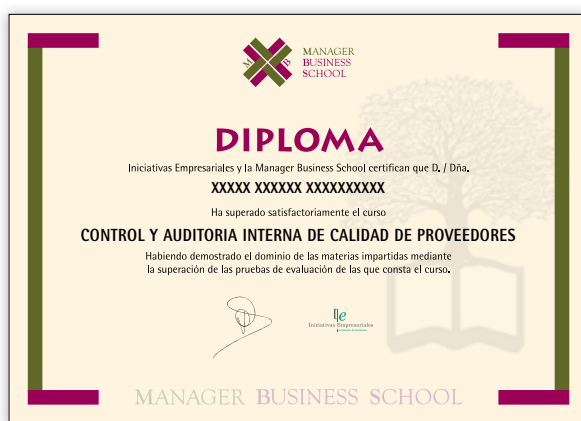 M B
MANAGER
BUSINESS
SCHOOL
DIPLOMA
Iniciativas Empresariales y la Manager Business School certifican que D. / Dña.
XXXXX XXXXXX XXXXXXXXXX
Ha superado satisfactoriamente el curso
CONTROL Y AUDITORIA INTERNA DE CALIDAD DE PROVEEDORES
Habiendo demostrado el dominio de las materias impartidas mediante
la superación de las pruebas de evaluación de las que consta el curso.
Ie
Iniciativas Empresariales
MANAGER BUSINESS SCHOOL